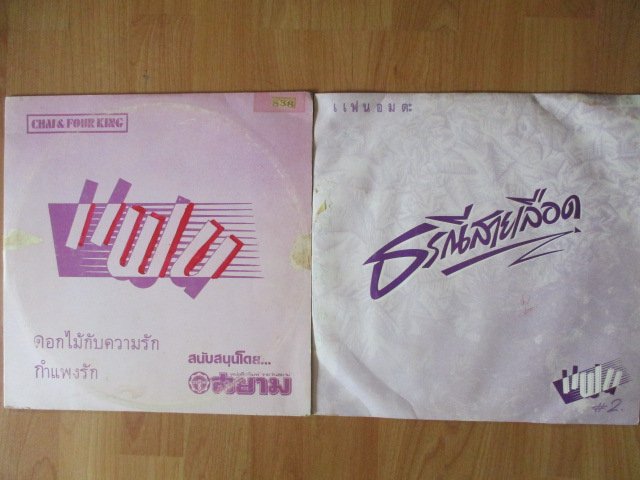 CHAI & FOUR KING
538
แฟน
ดอกไม้กับความรัก
กำแพงรัก
สนับสนุนโดย...
สยาม
แฟนอมตะ
ธรณีสายเลือด
แฟน
#2.